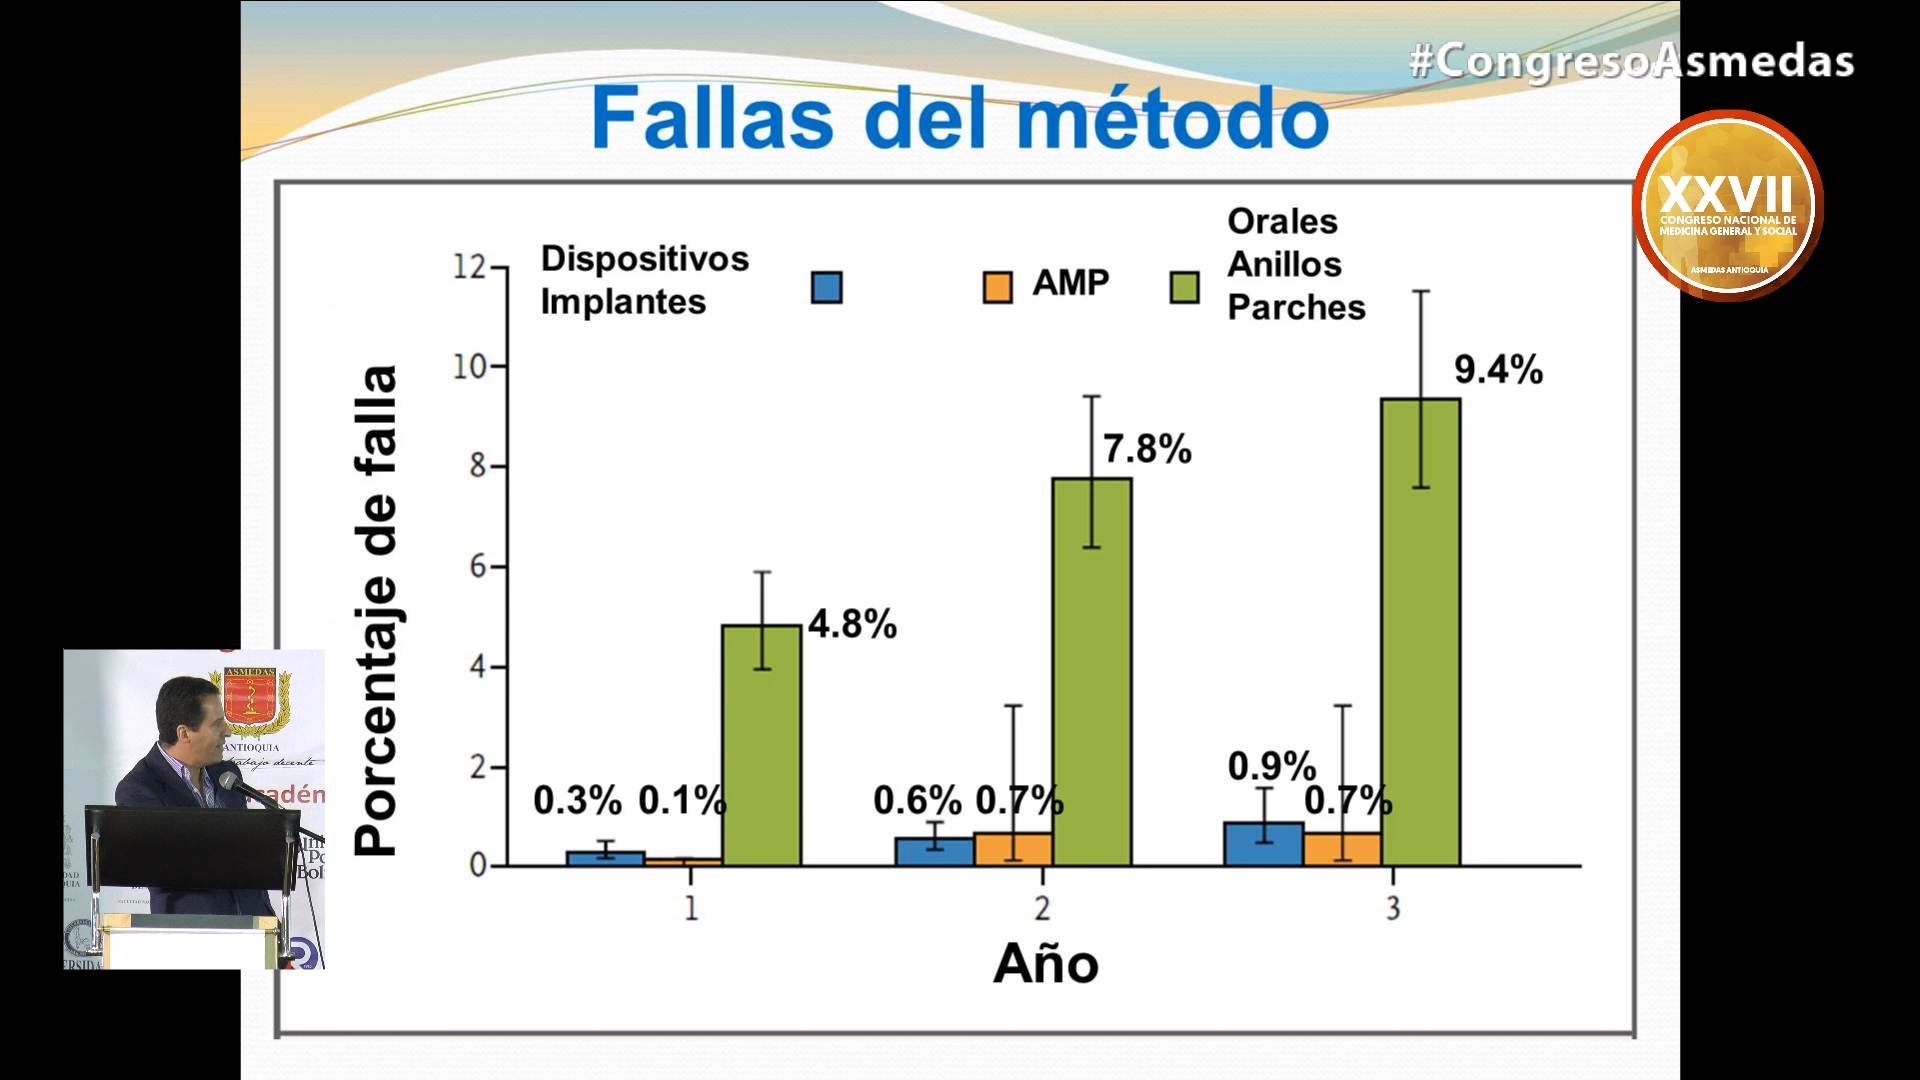 #CongresoAsmedas
Fallas del método
XXVII
CONGRESO NACIONAL DE
MEDICINA GENERAL Y SOCIAL
ASMEDAS ANTIOQUIA
Dispositivos
Implantes
AMP
Orales
Anillos
Parches
Porcentaje de falla
12
10
8
6
4
2
0
0.3%
0.1%
4.8%
0.6%
0.7%
7.8%
0.9%
0.7%
9.4%
1
2
3
Año
ASMEDAS
ANTIOQUIA
trabajo decente